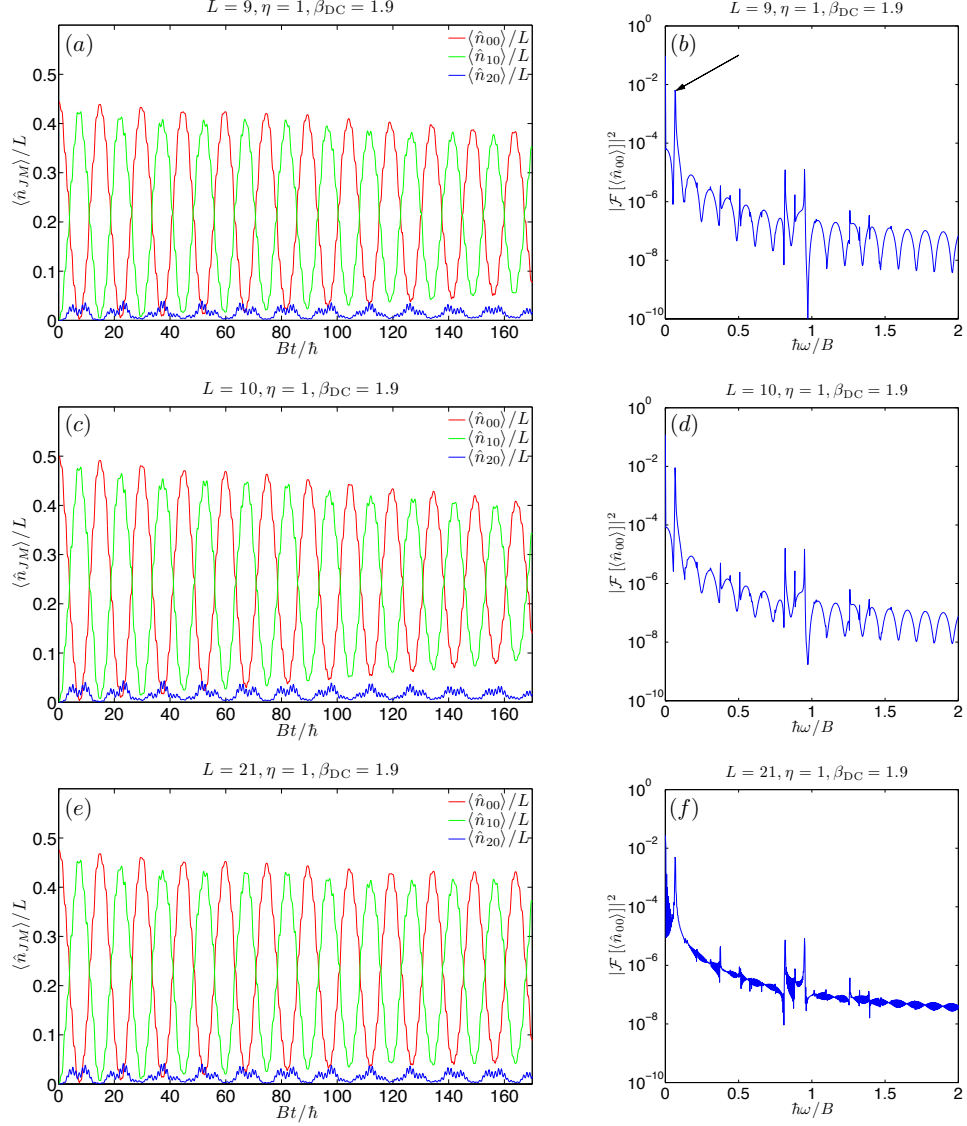 L = 9, η = 1, β_DC = 1.9
(a)
⟨n̂_00⟩/L
⟨n̂_10⟩/L
⟨n̂_20⟩/L
0.5
0.4
0.3
0.2
0.1
0
⟨n̂_JM⟩/L
0 20 40 60 80 100 120 140 160
Bt/ħ
L = 9, η = 1, β_DC = 1.9
(b)
10^0
10^−2
10^−4
10^−6
10^−8
10^−10
|ℱ[⟨n̂_00⟩]|^2
0 0.5 1 1.5 2
ħω/B
L = 10, η = 1, β_DC = 1.9
(c)
⟨n̂_00⟩/L
⟨n̂_10⟩/L
⟨n̂_20⟩/L
0.5
0.4
0.3
0.2
0.1
0
⟨n̂_JM⟩/L
0 20 40 60 80 100 120 140 160
Bt/ħ
L = 10, η = 1, β_DC = 1.9
(d)
10^0
10^−2
10^−4
10^−6
10^−8
10^−10
|ℱ[⟨n̂_00⟩]|^2
0 0.5 1 1.5 2
ħω/B
L = 21, η = 1, β_DC = 1.9
(e)
⟨n̂_00⟩/L
⟨n̂_10⟩/L
⟨n̂_20⟩/L
0.5
0.4
0.3
0.2
0.1
0
⟨n̂_JM⟩/L
0 20 40 60 80 100 120 140 160
Bt/ħ
L = 21, η = 1, β_DC = 1.9
(f)
10^0
10^−2
10^−4
10^−6
10^−8
10^−10
|ℱ[⟨n̂_00⟩]|^2
0 0.5 1 1.5 2
ħω/B